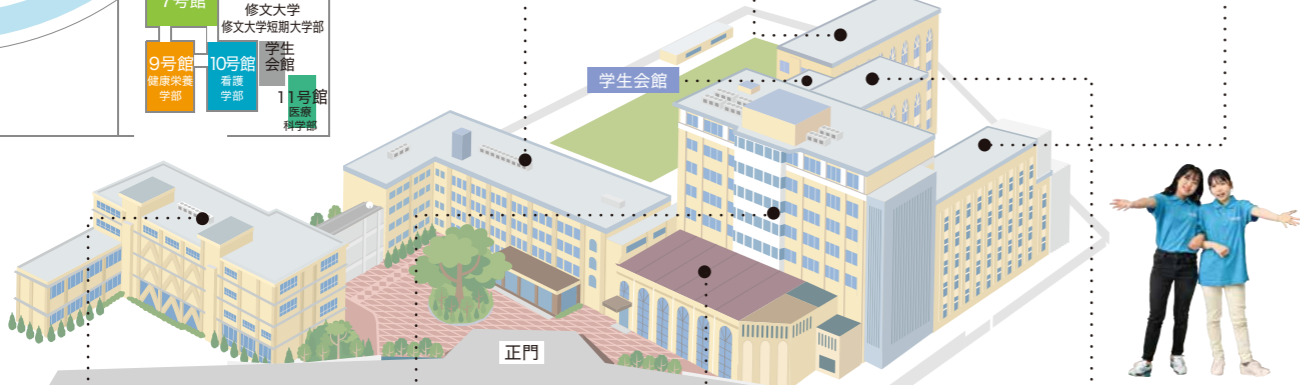 7号館
修文大学
修文大学短期大学部
9号館
健康栄養
学部
10号館
看護
学部
学生
会館
11号館
医療
科学部
学生会館
正門